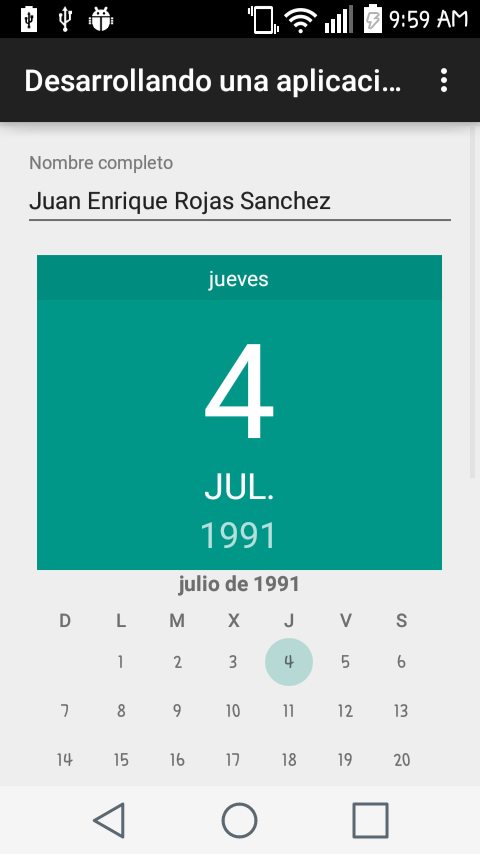 9:59 AM
Desarrollando una aplicaci...
Nombre completo
Juan Enrique Rojas Sanchez
jueves
4
JUL.
1991
julio de 1991
D L M X J V S
1 2 3 4 5 6
7 8 9 10 11 12 13
14 15 16 17 18 19 20